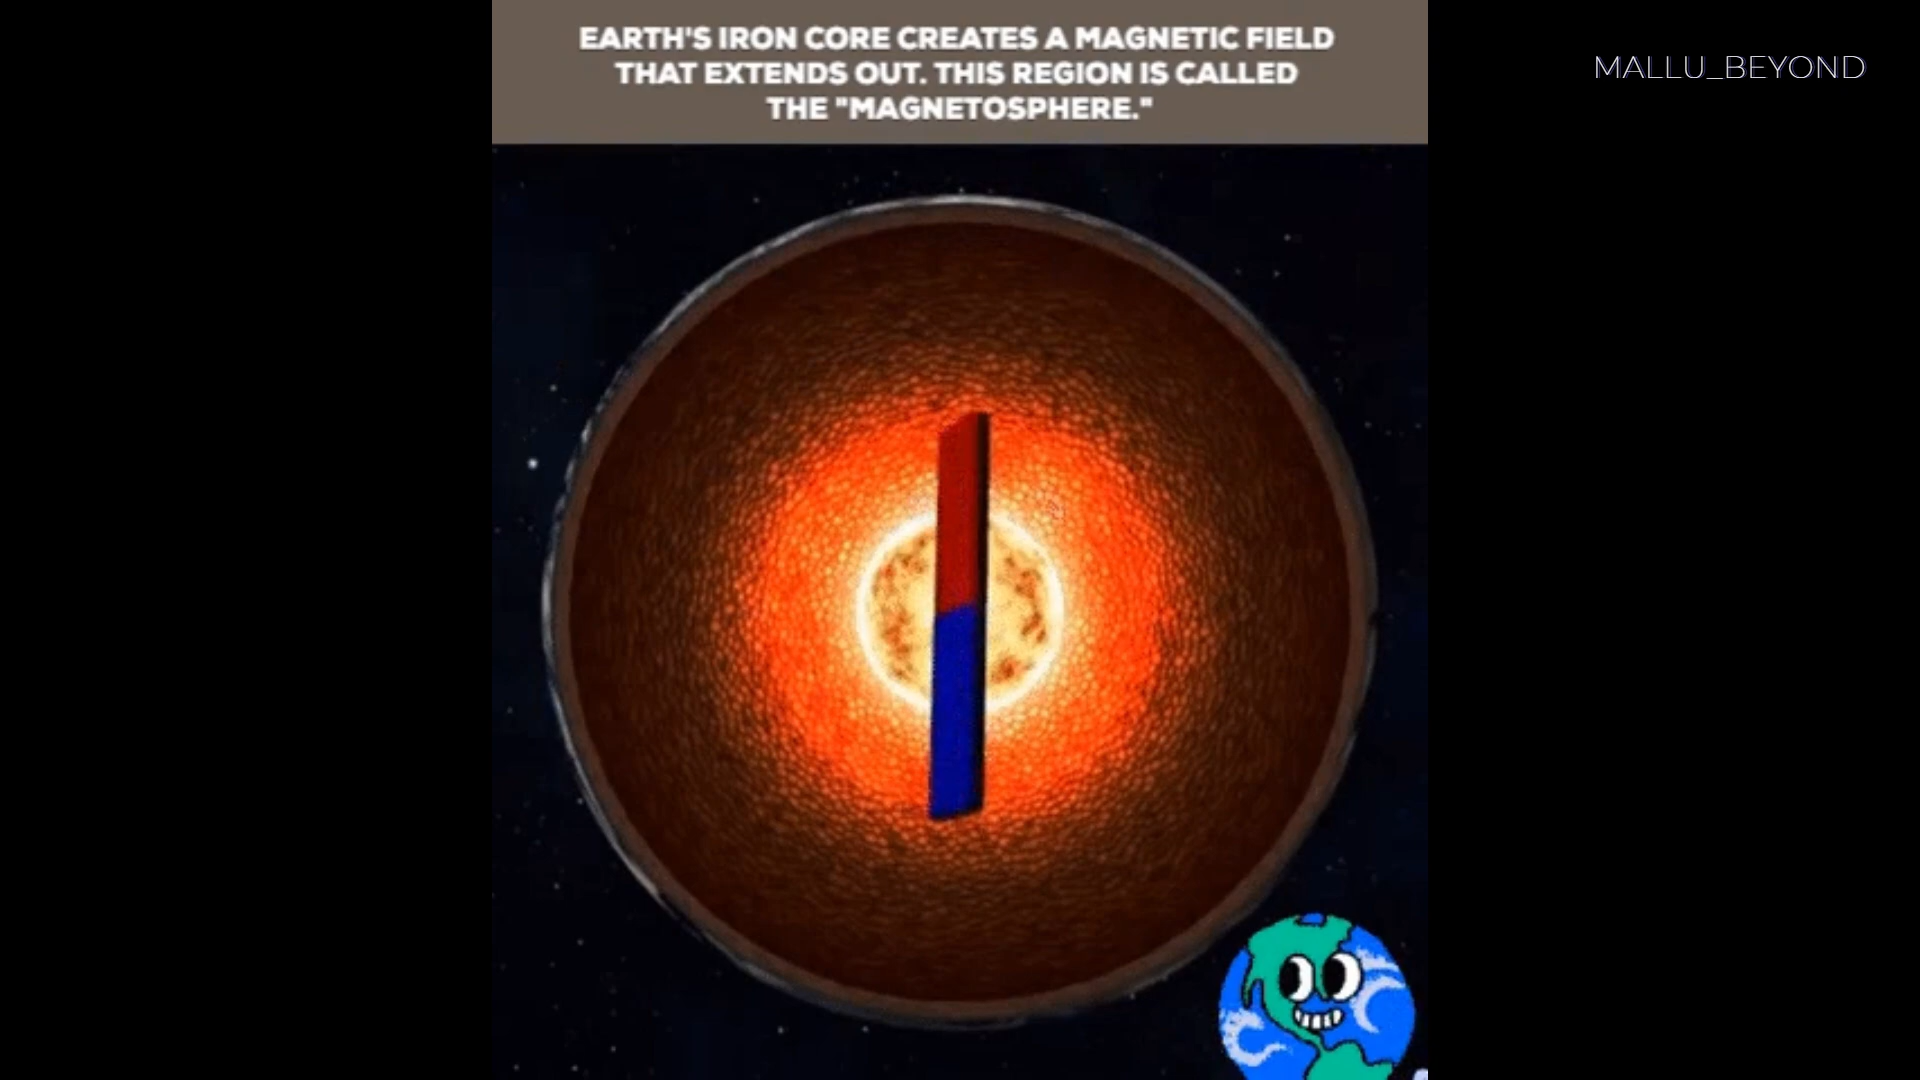 EARTH'S IRON CORE CREATES A MAGNETIC FIELD
THAT EXTENDS OUT. THIS REGION IS CALLED
THE "MAGNETOSPHERE."
MALLU_BEYOND